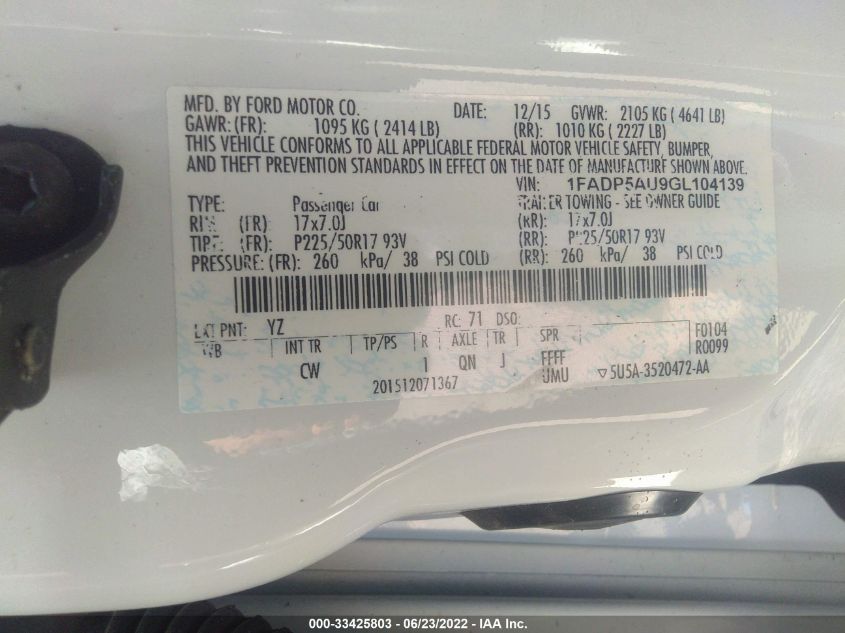 MFD. BY FORD MOTOR CO. DATE: 12/15 GVWR: 2105 KG ( 4641 LB)
GAWR: (FR): 1095 KG ( 2414 LB) (RR): 1010 KG ( 2227 LB)
THIS VEHICLE CONFORMS TO ALL APPLICABLE FEDERAL MOTOR VEHICLE SAFETY, BUMPER,
AND THEFT PREVENTION STANDARDS IN EFFECT ON THE DATE OF MANUFACTURE SHOWN ABOVE.
VIN: 1FADP5AU9GL104139
TYPE: Passenger Car TRAILER TOWING - SEE OWNER GUIDE
RIM (FR): 17x7.0J (RR): 17x7.0J
TIRE: (FR): P225/50R17 93V (RR): P225/50R17 93V
PRESSURE: (FR): 260 kPa/ 38 PSI COLD (RR): 260 kPa/ 38 PSI COLD
EXT PNT: YZ RC: 71 DSO:
WB INT TR TP/PS R AXLE TR SPR F0104
CW 1 QN J FFFF R0099
201512071367 UMU ▽5U5A-3520472-AA
000-33425803 - 06/23/2022 - IAA Inc.